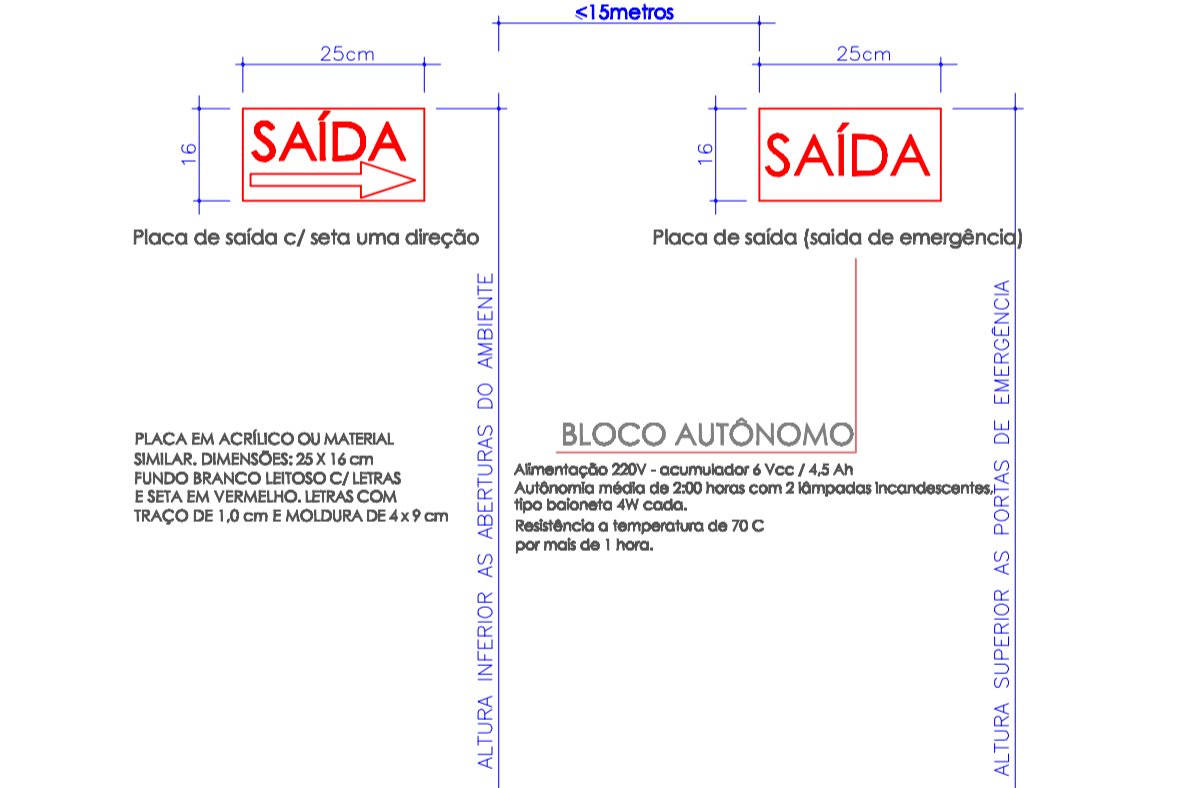 ≤15metros
25cm
25cm
16
SAÍDA
16
SAÍDA
Placa de saída c/ seta uma direção
Placa de saída (saida de emergência)
ALTURA INFERIOR AS ABERTURAS DO AMBIENTE
ALTURA SUPERIOR AS PORTAS DE EMERGÊNCIA
PLACA EM ACRÍLICO OU MATERIAL
SIMILAR. DIMENSÕES: 25 X 16 cm
FUNDO BRANCO LEITOSO C/ LETRAS
E SETA EM VERMELHO. LETRAS COM
TRAÇO DE 1,0 cm E MOLDURA DE 4 x 9 cm
BLOCO AUTÔNOMO
Alimentação 220V - acumulador 6 Vcc / 4,5 Ah
Autônomia média de 2:00 horas com 2 lâmpadas incandescentes,
tipo baioneta 4W cada.
Resistência a temperatura de 70 C
por mais de 1 hora.